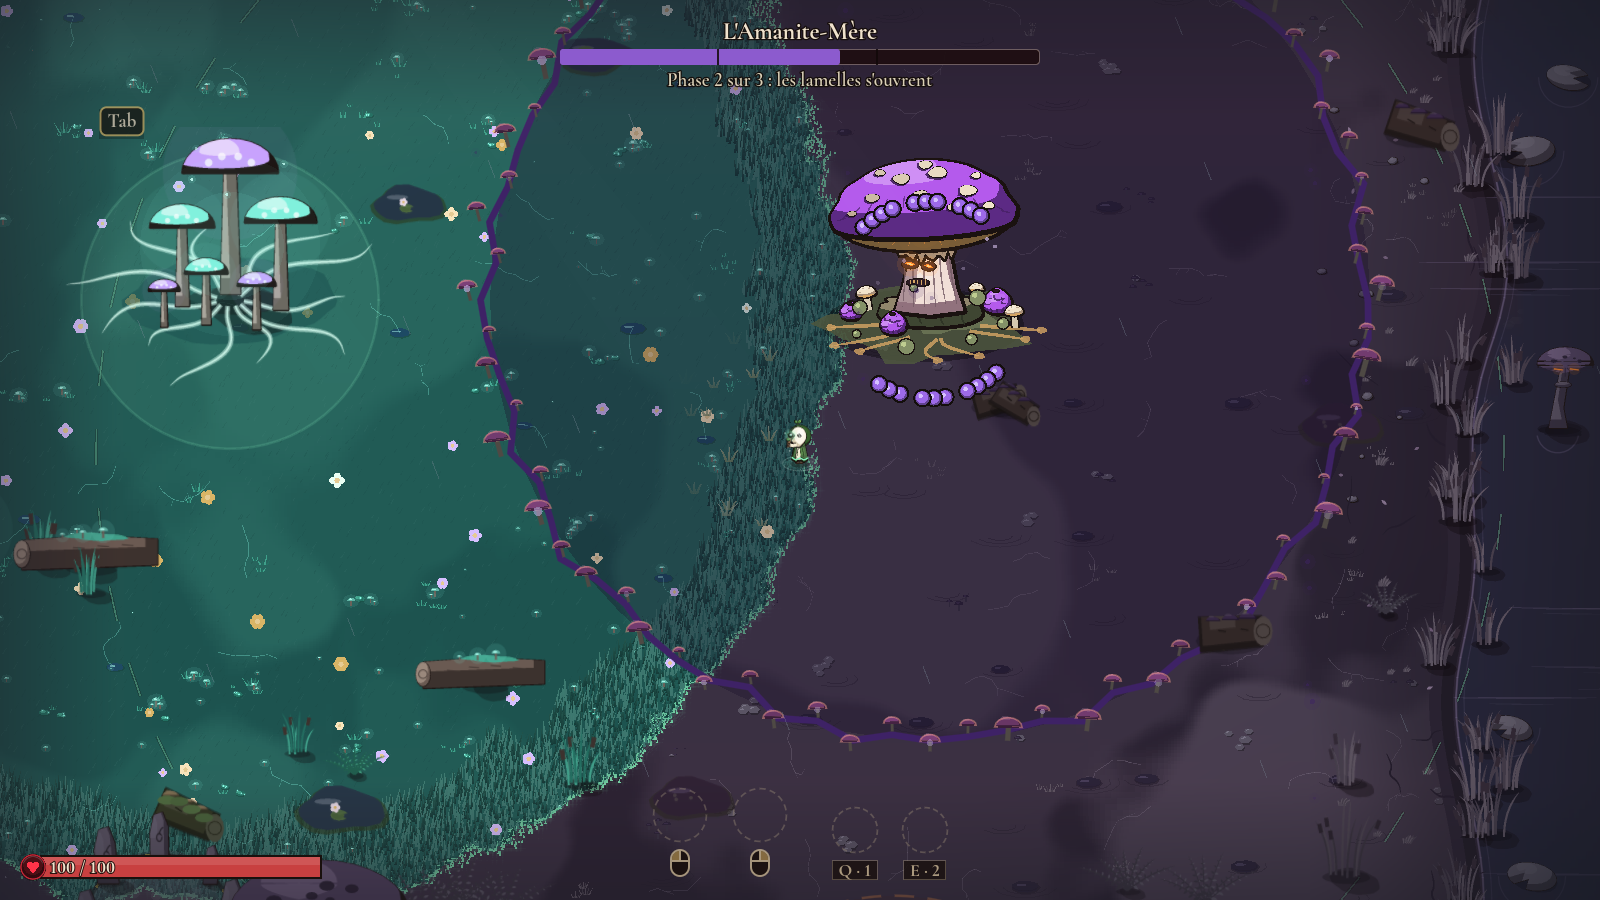 L'Amanite-Mère
Phase 2 sur 3 : les lamelles s'ouvrent
Tab
100 / 100
Q · 1
E · 2